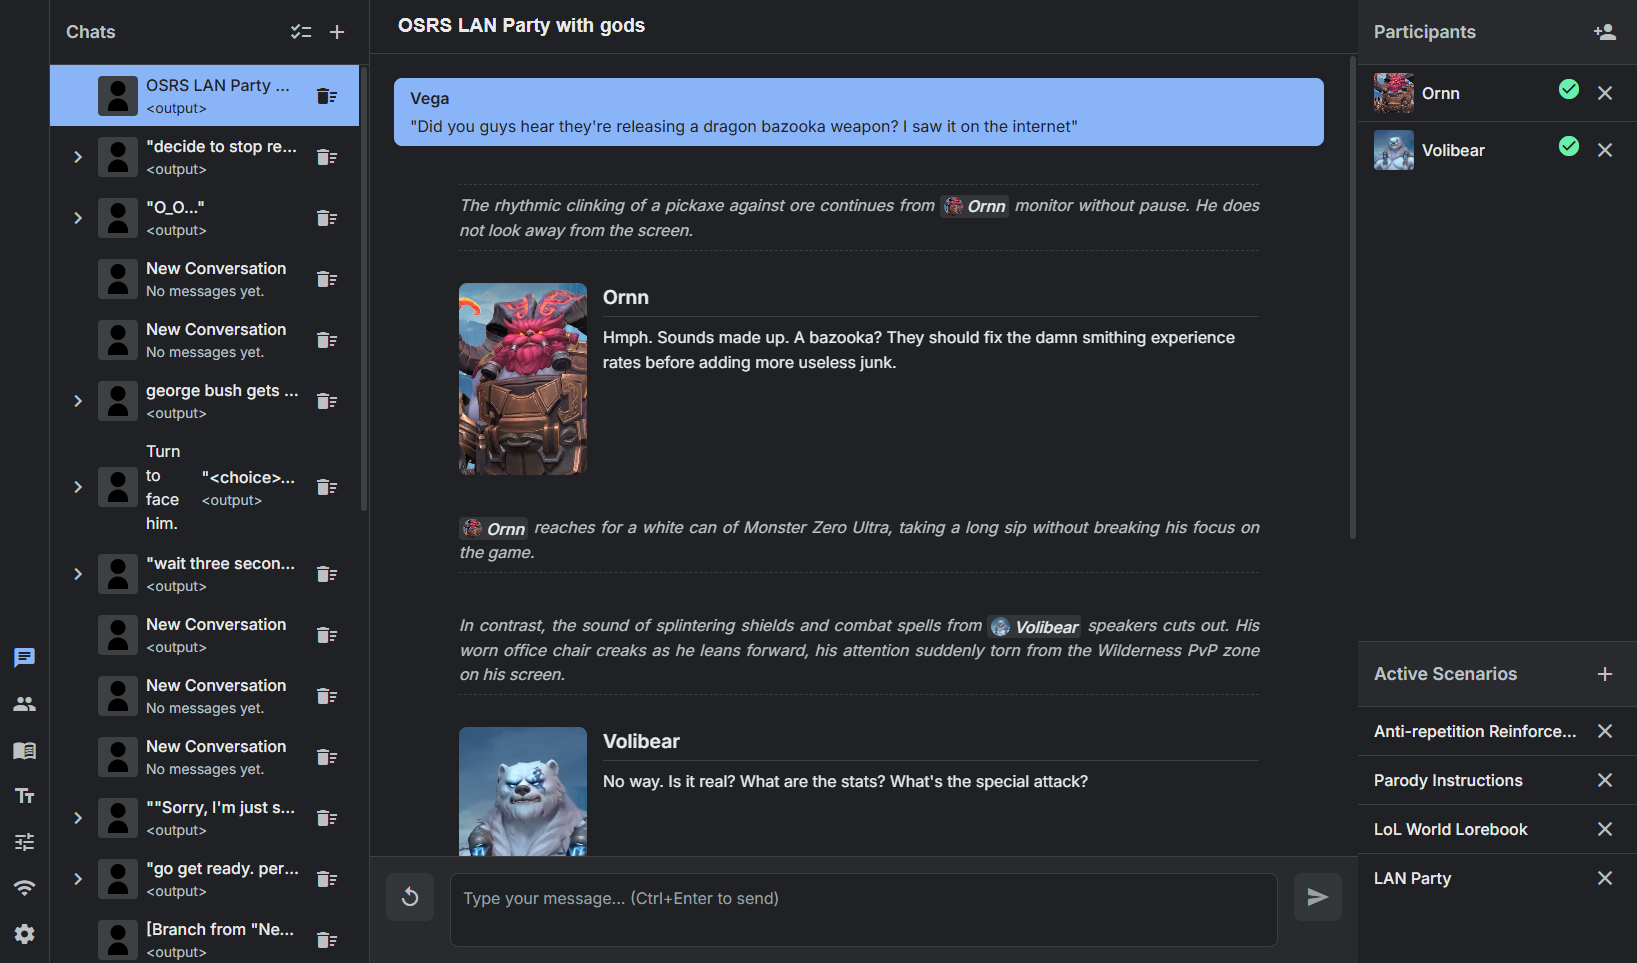 Chats
OSRS LAN Party ...
<output>
"decide to stop re...
<output>
"O_O..."
<output>
New Conversation
No messages yet.
New Conversation
No messages yet.
george bush gets ...
<output>
Turn
to
face
him.
"<choice>...
<output>
"wait three secon...
<output>
New Conversation
<output>
New Conversation
No messages yet.
New Conversation
No messages yet.
""Sorry, I'm just s...
<output>
"go get ready. per...
<output>
[Branch from "Ne...
<output>
OSRS LAN Party with gods
Vega
"Did you guys hear they're releasing a dragon bazooka weapon? I saw it on the internet"
The rhythmic clinking of a pickaxe against ore continues from Ornn monitor without pause. He does
not look away from the screen.
Ornn
Hmph. Sounds made up. A bazooka? They should fix the damn smithing experience
rates before adding more useless junk.
Ornn reaches for a white can of Monster Zero Ultra, taking a long sip without breaking his focus on
the game.
In contrast, the sound of splintering shields and combat spells from Volibear speakers cuts out. His
worn office chair creaks as he leans forward, his attention suddenly torn from the Wilderness PvP zone
on his screen.
Volibear
No way. Is it real? What are the stats? What's the special attack?
Type your message... (Ctrl+Enter to send)
Participants
Ornn
Volibear
Active Scenarios
Anti-repetition Reinforce...
Parody Instructions
LoL World Lorebook
LAN Party